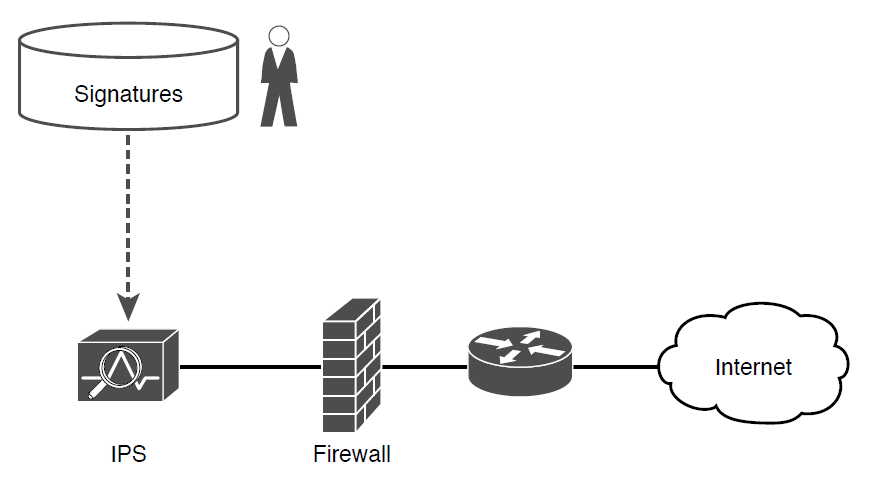 Signatures
Internet
IPS
Firewall